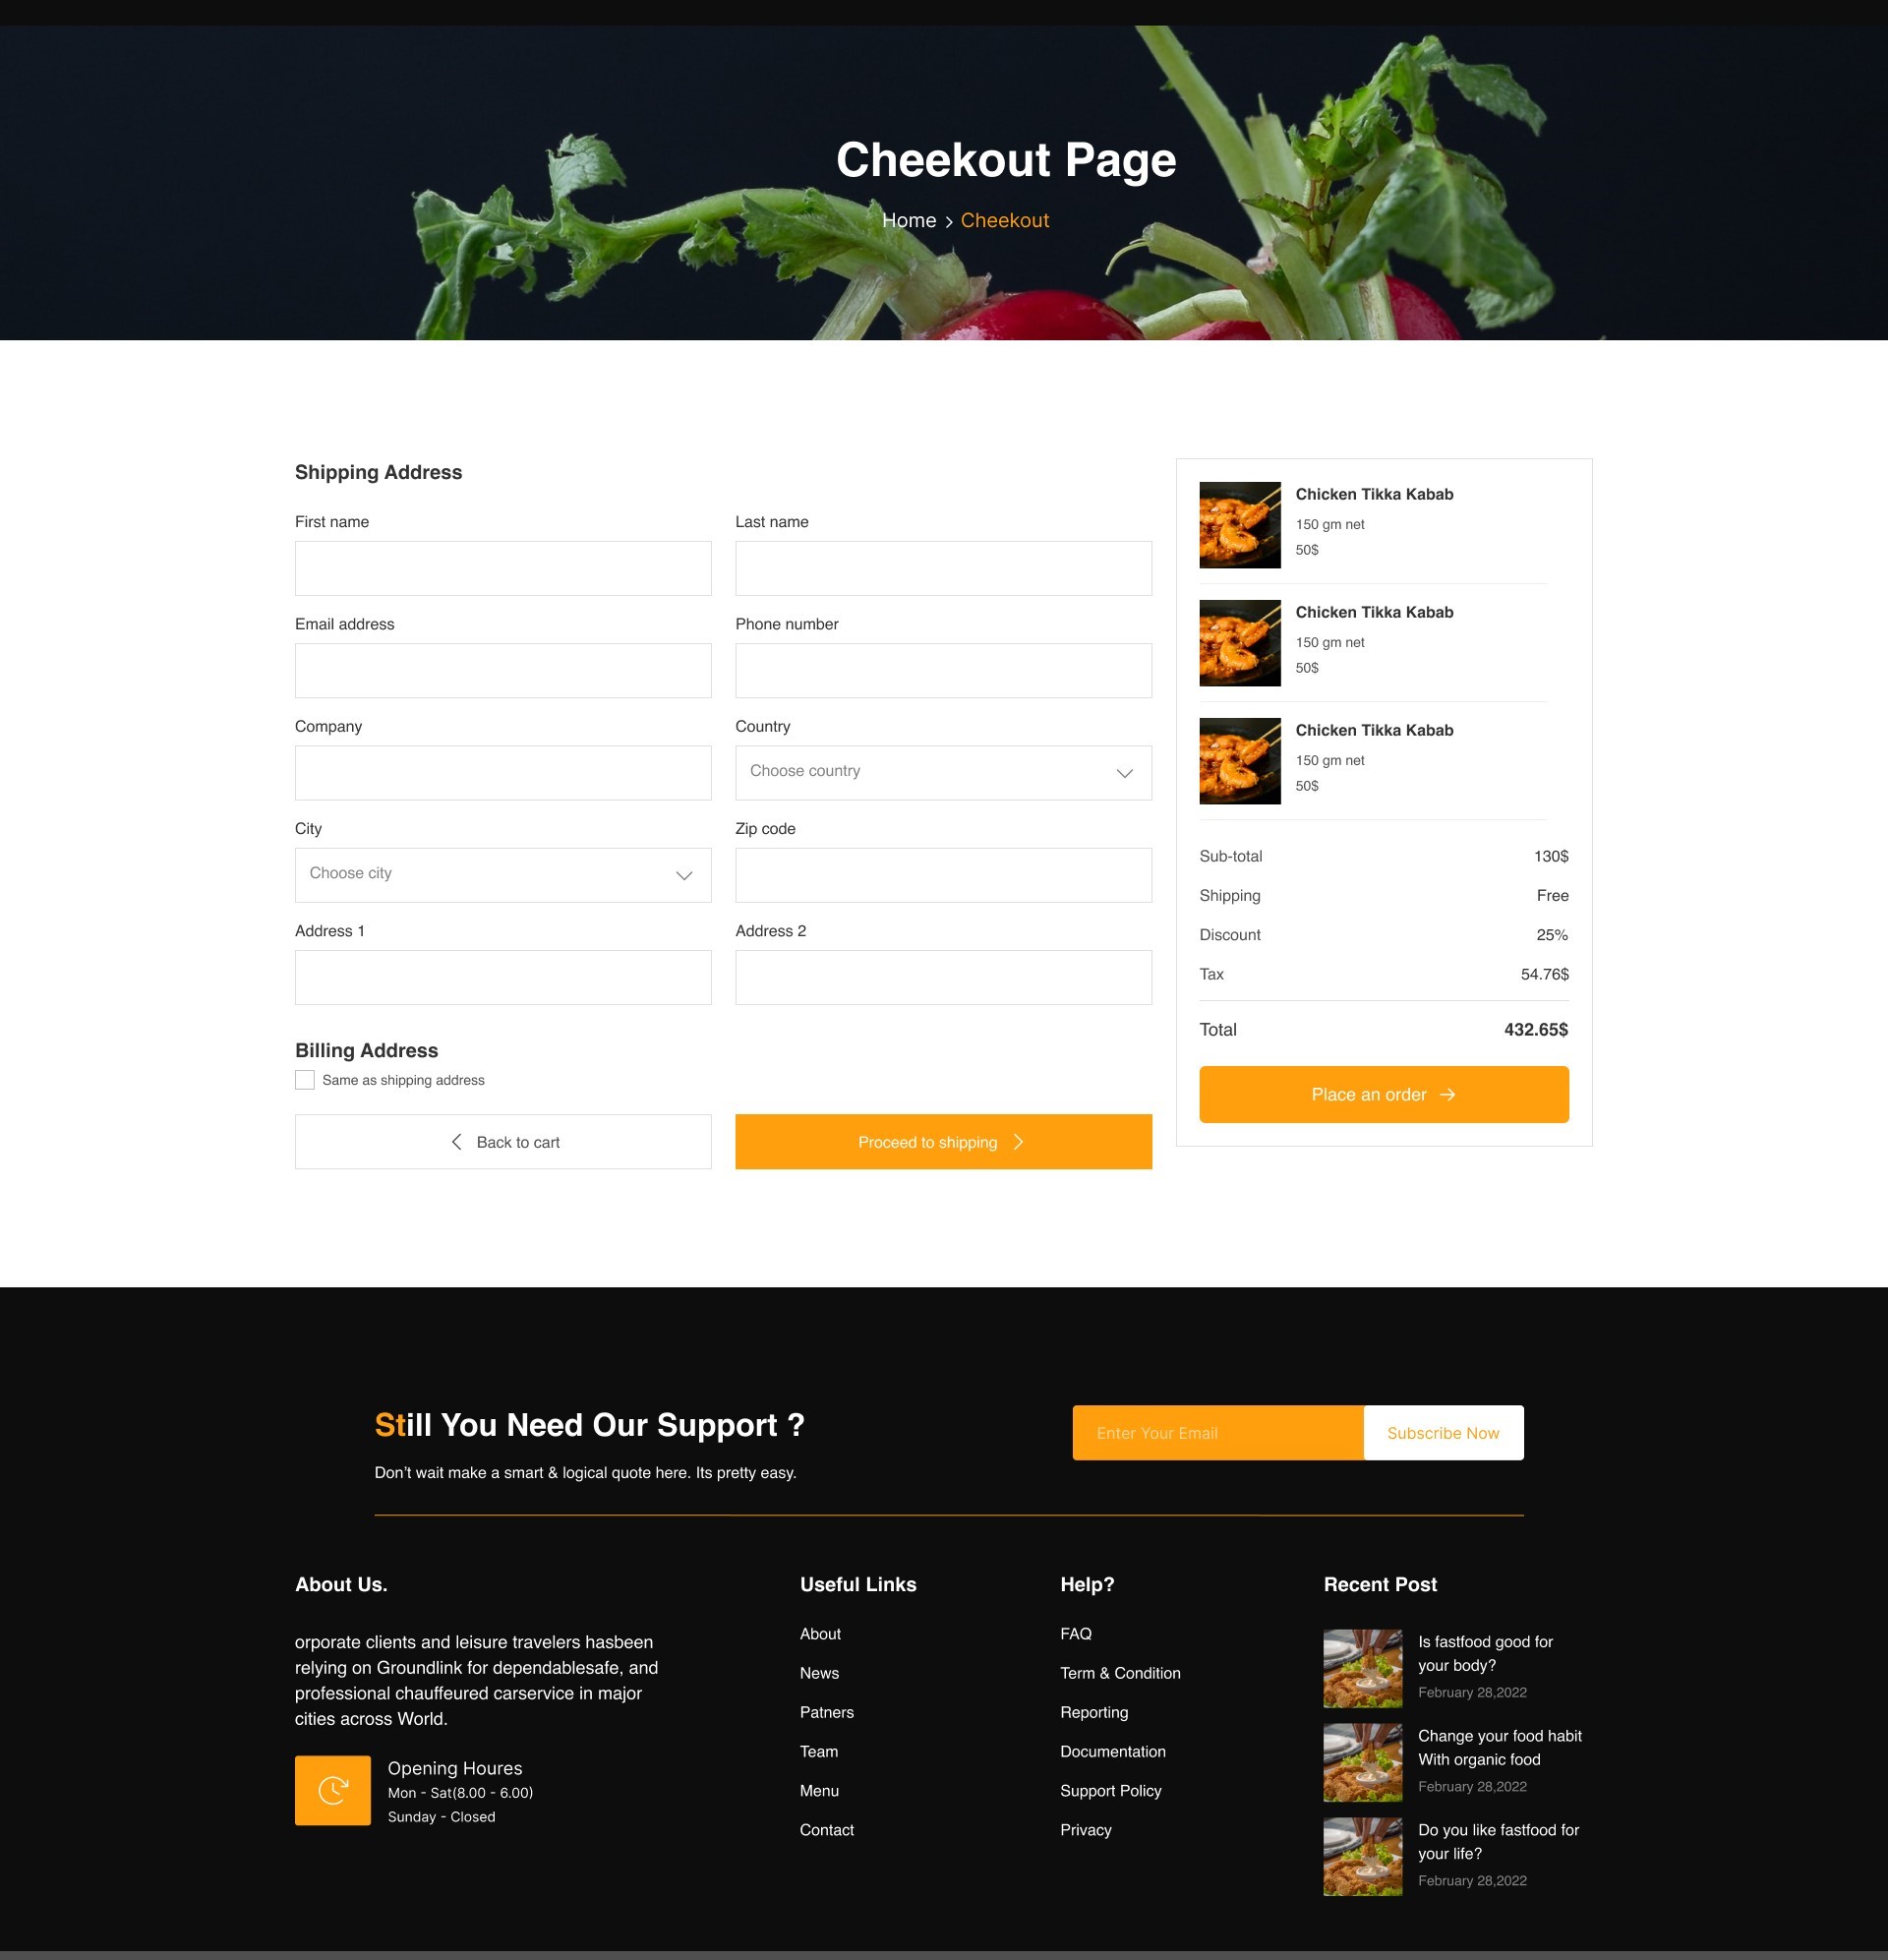 Cheekout Page
Home > Cheekout
Shipping Address
First name
Last name
Email address
Phone number
Company
Country
Choose country
City
Zip code
Choose city
Address 1
Address 2
Billing Address
Same as shipping address
Back to cart
Proceed to shipping
Chicken Tikka Kabab
150 gm net
50$
Chicken Tikka Kabab
150 gm net
50$
Chicken Tikka Kabab
150 gm net
50$
Sub-total 130$
Shipping Free
Discount 25%
Tax 54.76$
Total 432.65$
Place an order
Still You Need Our Support ?
Don’t wait make a smart & logical quote here. Its pretty easy.
Enter Your Email
Subscribe Now
About Us.
orporate clients and leisure travelers hasbeen
relying on Groundlink for dependablesafe, and
professional chauffeured carservice in major
cities across World.
Opening Houres
Mon - Sat(8.00 - 6.00)
Sunday - Closed
Useful Links
About
News
Patners
Team
Menu
Contact
Help?
FAQ
Term & Condition
Reporting
Documentation
Support Policy
Privacy
Recent Post
Is fastfood good for
your body?
February 28,2022
Change your food habit
With organic food
February 28,2022
Do you like fastfood for
your life?
February 28,2022